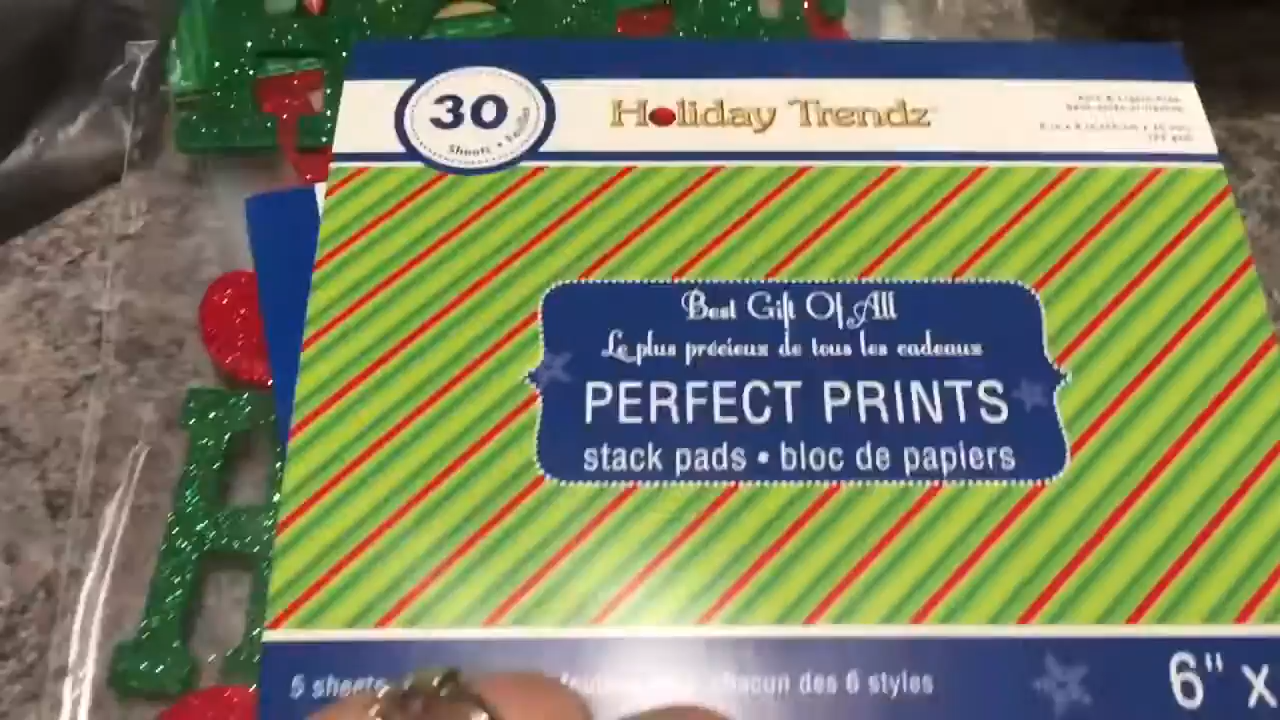 30
Sheets •
Holiday Trendz
Best Gift Of All
Le plus précieux de tous les cadeaux
PERFECT PRINTS
stack pads • bloc de papiers
5 sheets chacun des 6 styles
6" x